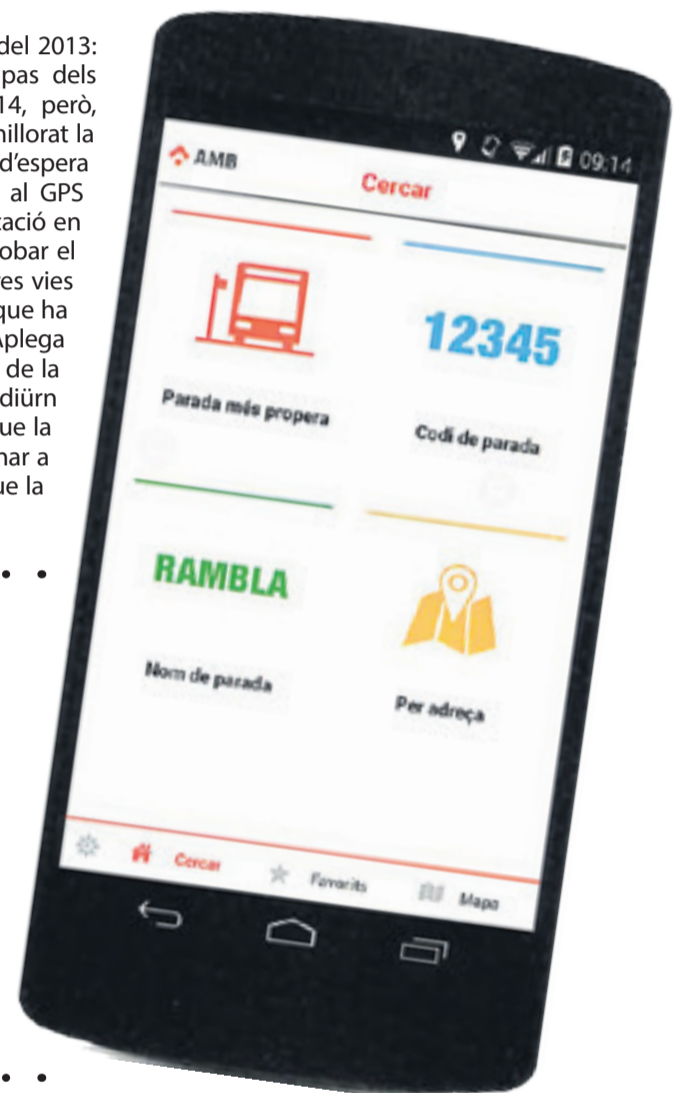 del 2013:
pas dels
14, però,
millorat la
d'espera
al GPS
tació en
obar el
res vies
que ha
Aplega
de la
diürn
ue la
nar a
ue la
09:14
AMB
Cercar
12345
Parada més propera
Codi de parada
RAMBLA
Nom de parada
Per adreça
Cercar
Favorits
Mapa